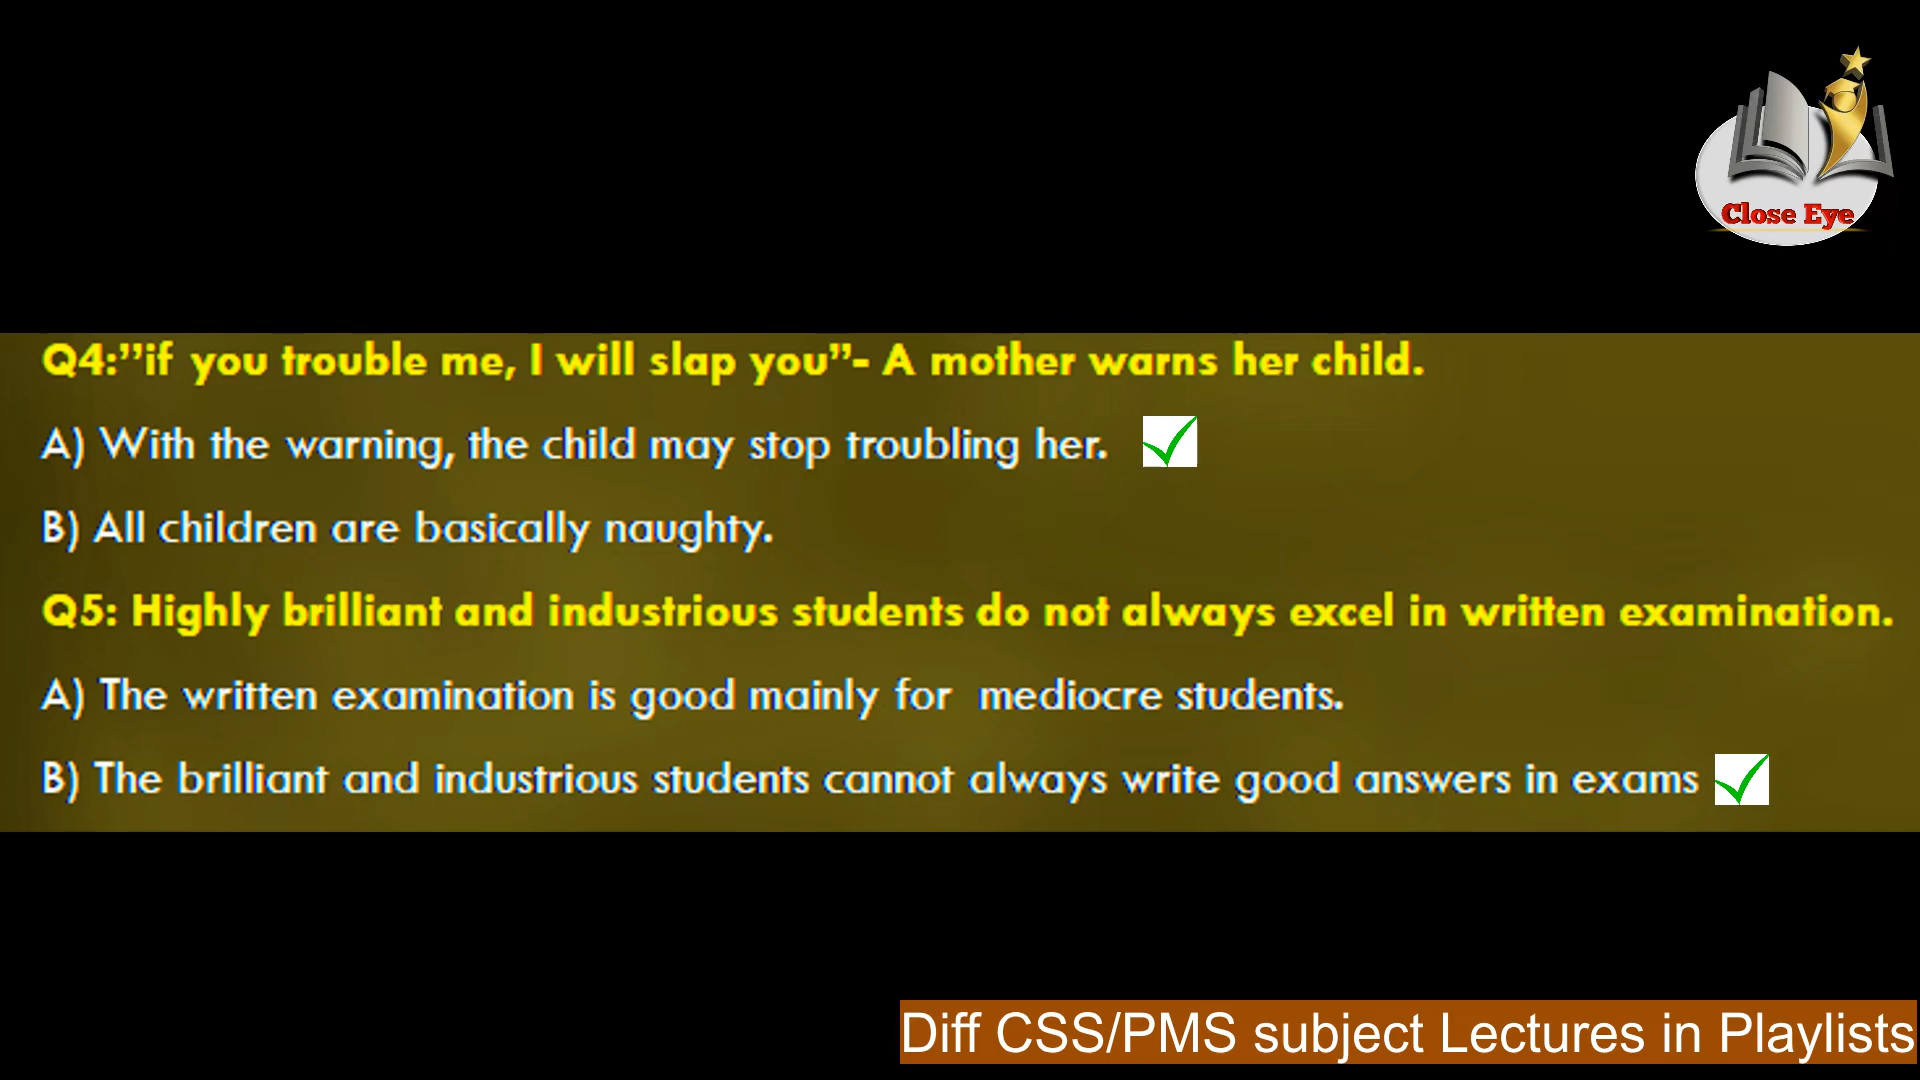 Close Eye
Q4:”if you trouble me, I will slap you”- A mother warns her child.
A) With the warning, the child may stop troubling her.
B) All children are basically naughty.
Q5: Highly brilliant and industrious students do not always excel in written examination.
A) The written examination is good mainly for mediocre students.
B) The brilliant and industrious students cannot always write good answers in exams
Diff CSS/PMS subject Lectures in Playlists